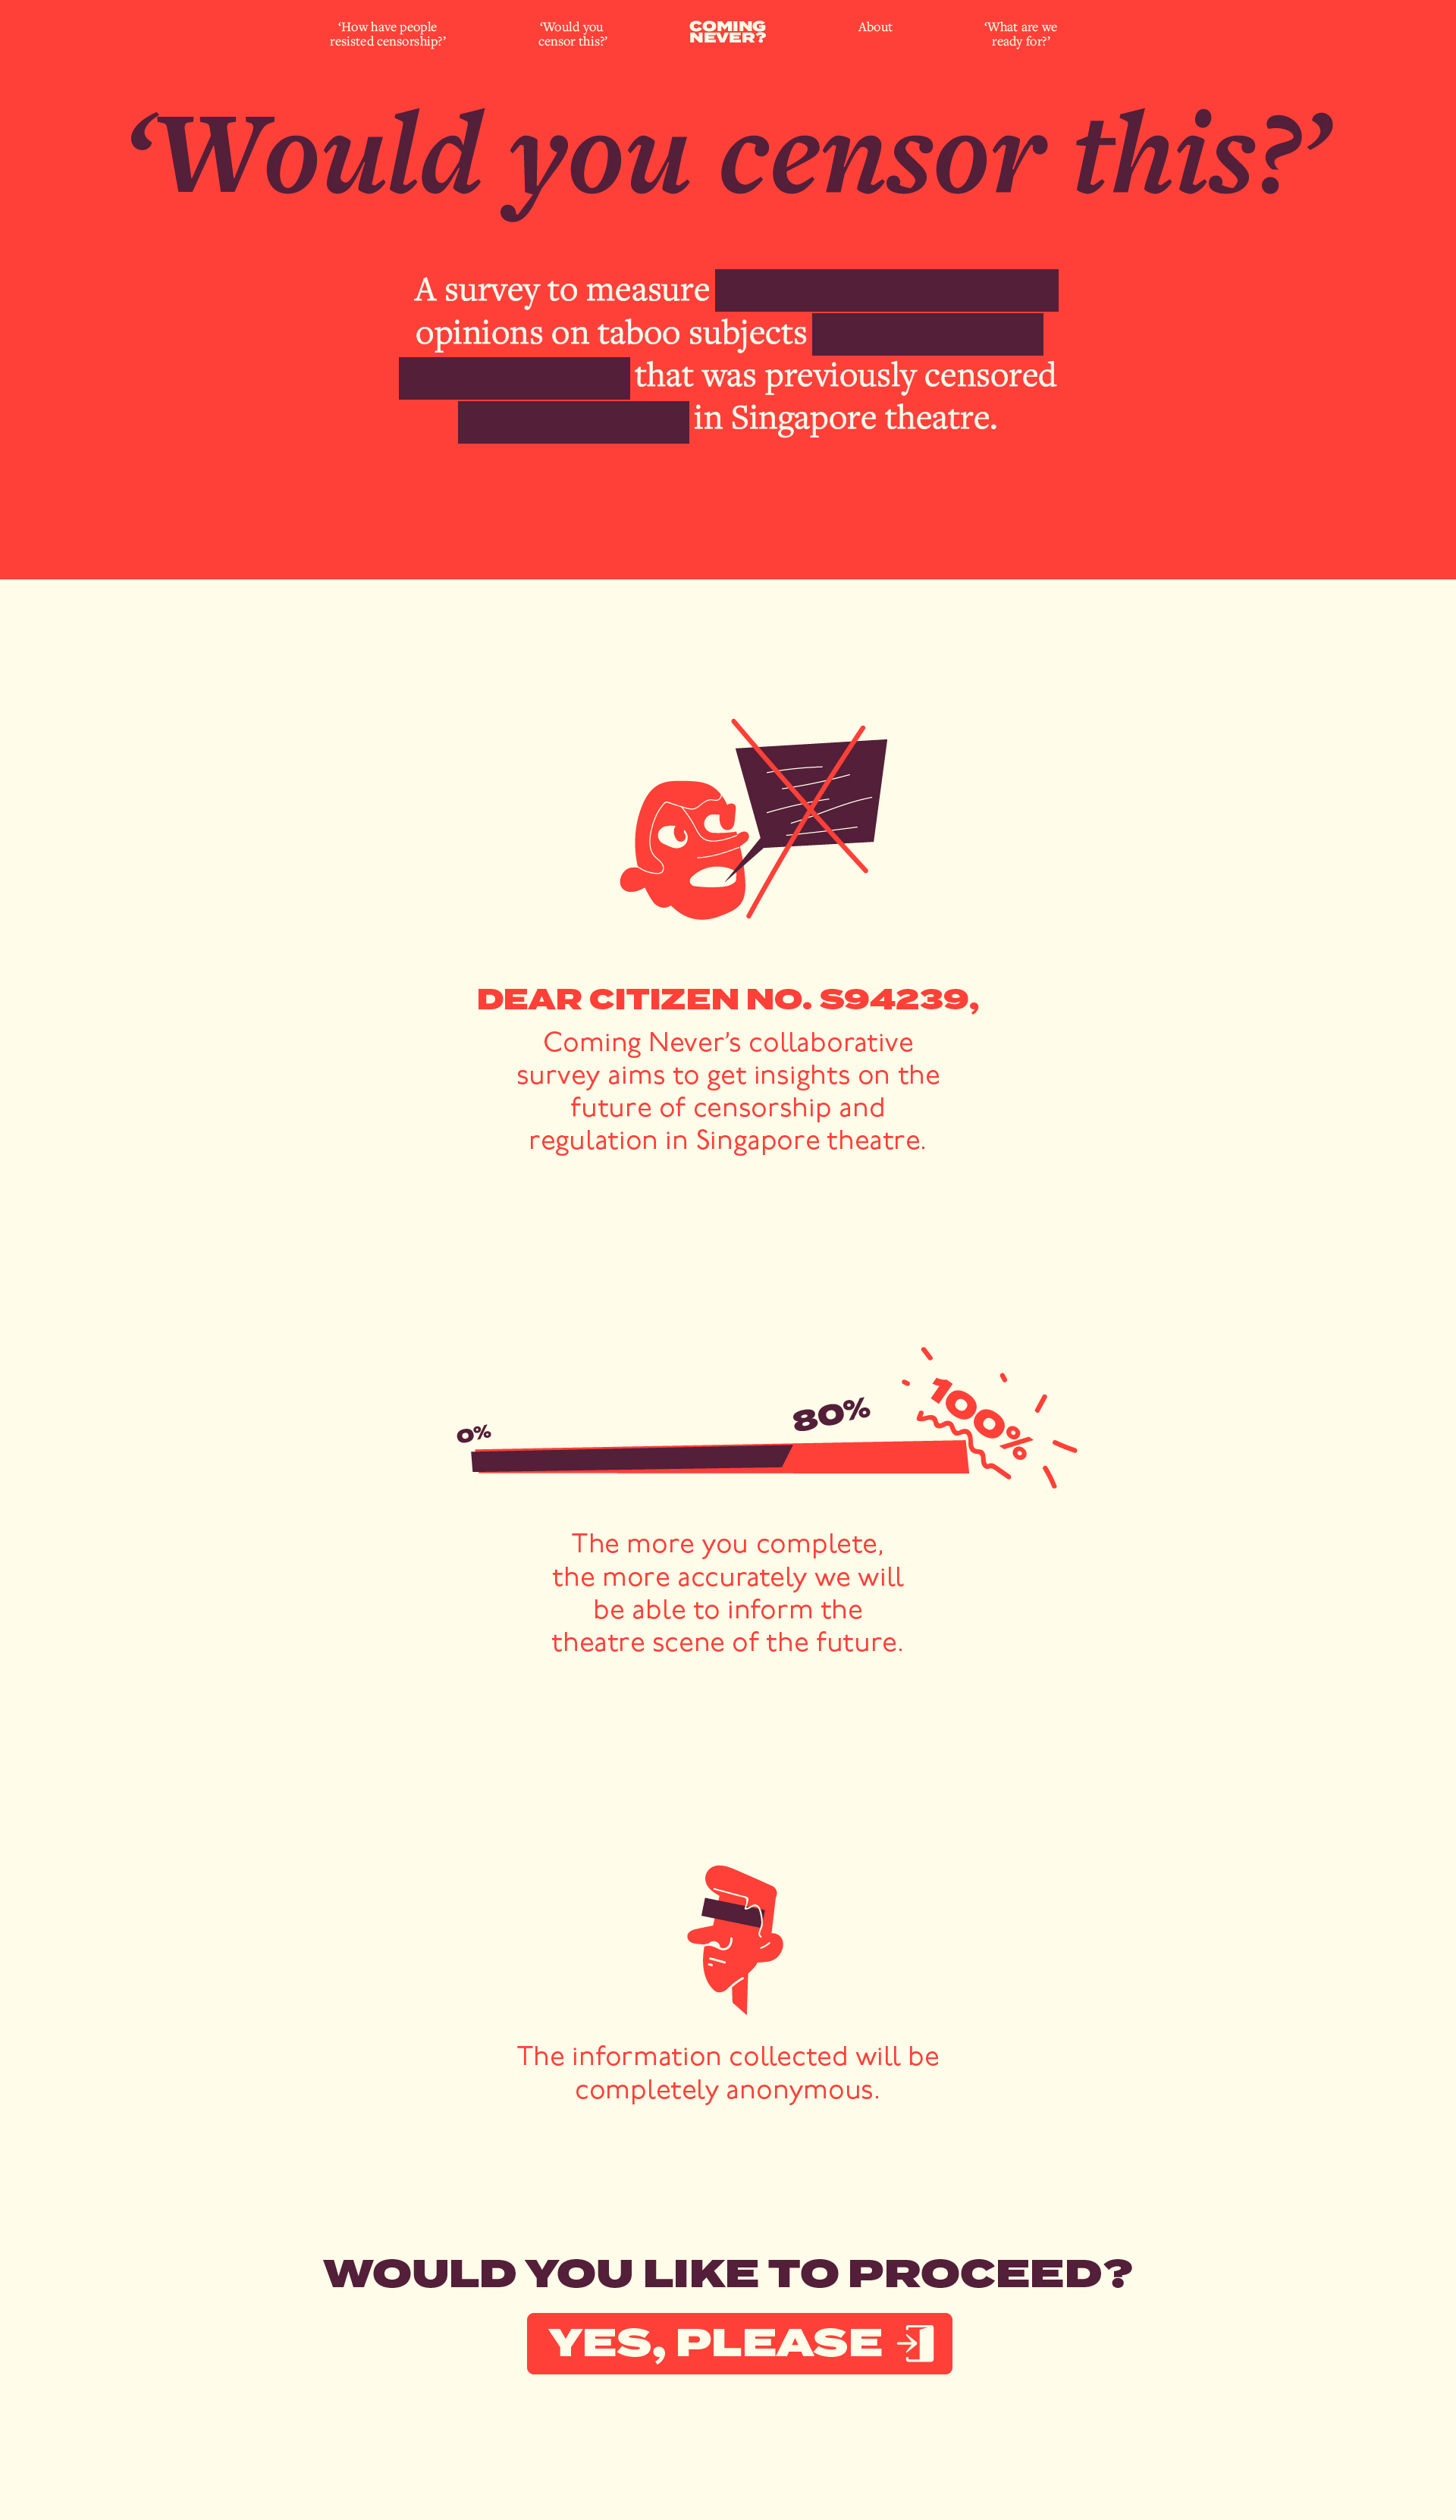 ‘How have people
resisted censorship?’
‘Would you
censor this?’
COMING
NEVER?
About
‘What are we
ready for?’
‘Would you censor this?’
A survey to measure
opinions on taboo subjects
that was previously censored
in Singapore theatre.
DEAR CITIZEN NO. S94239,
Coming Never’s collaborative
survey aims to get insights on the
future of censorship and
regulation in Singapore theatre.
0%
80%
100%
The more you complete,
the more accurately we will
be able to inform the
theatre scene of the future.
The information collected will be
completely anonymous.
WOULD YOU LIKE TO PROCEED?
YES, PLEASE